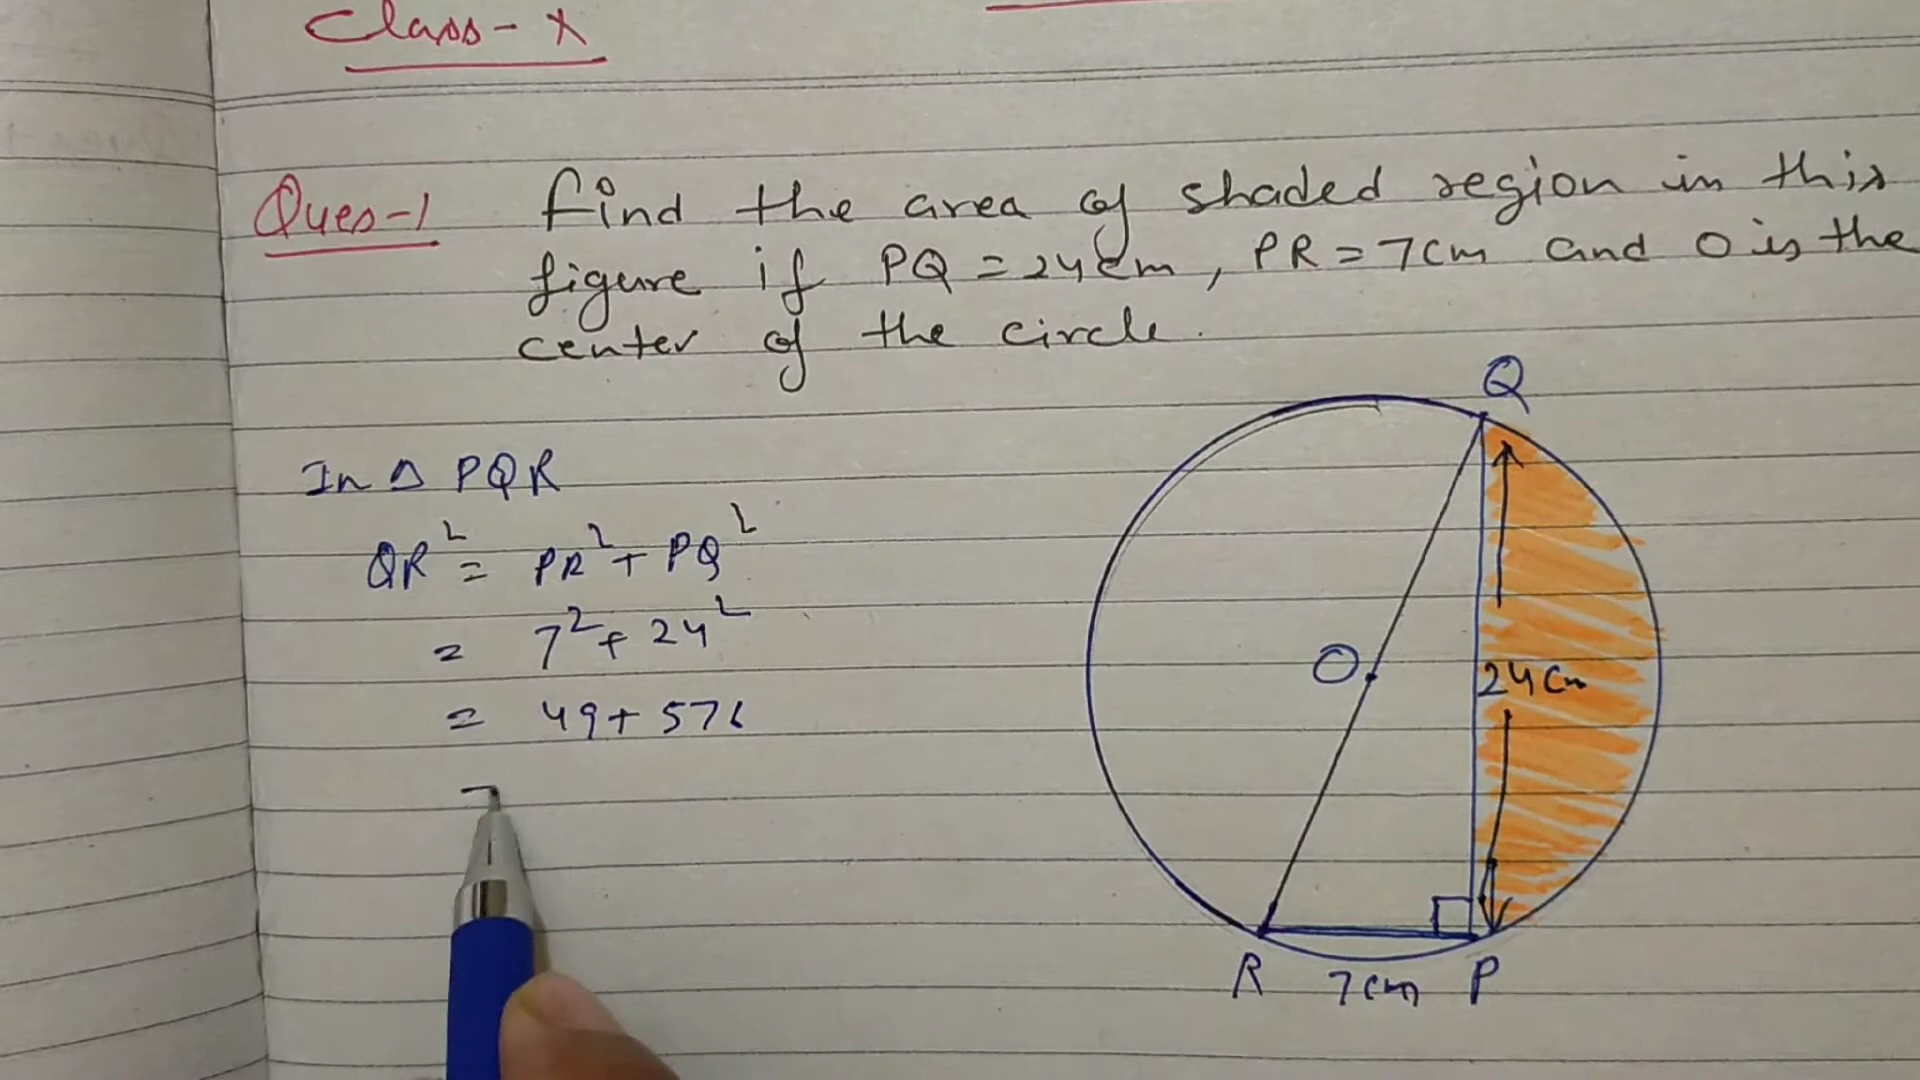 Class-X
Ques-1 find the area of shaded region in this
figure if PQ = 24cm, PR = 7cm and O is the
center of the circle.
In Δ PQR
QR² = PR² + PQ²
= 7² + 24²
= 49 + 576
Q
O
24cm
R 7cm P